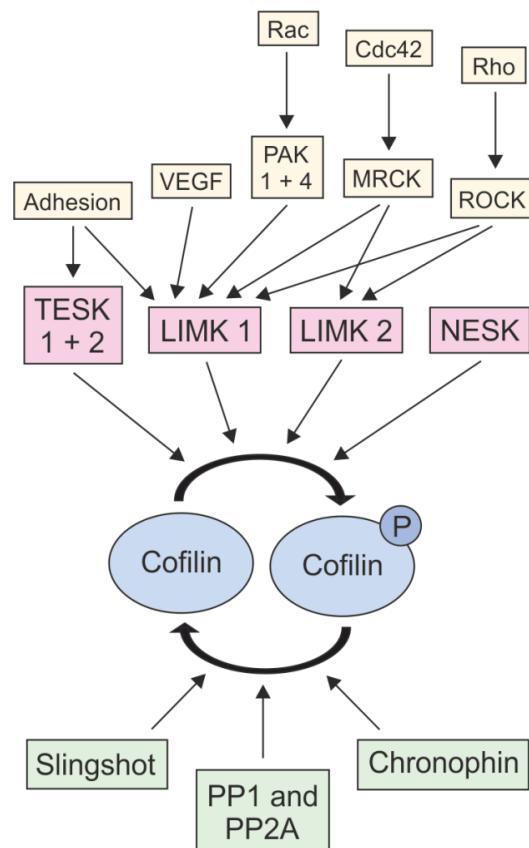 Rac
Cdc42
Rho
PAK
1 + 4
VEGF
MRCK
Adhesion
ROCK
TESK
1 + 2
LIMK 1
LIMK 2
NESK
P
Cofilin
Cofilin
Slingshot
Chronophin
PP1 and
PP2A